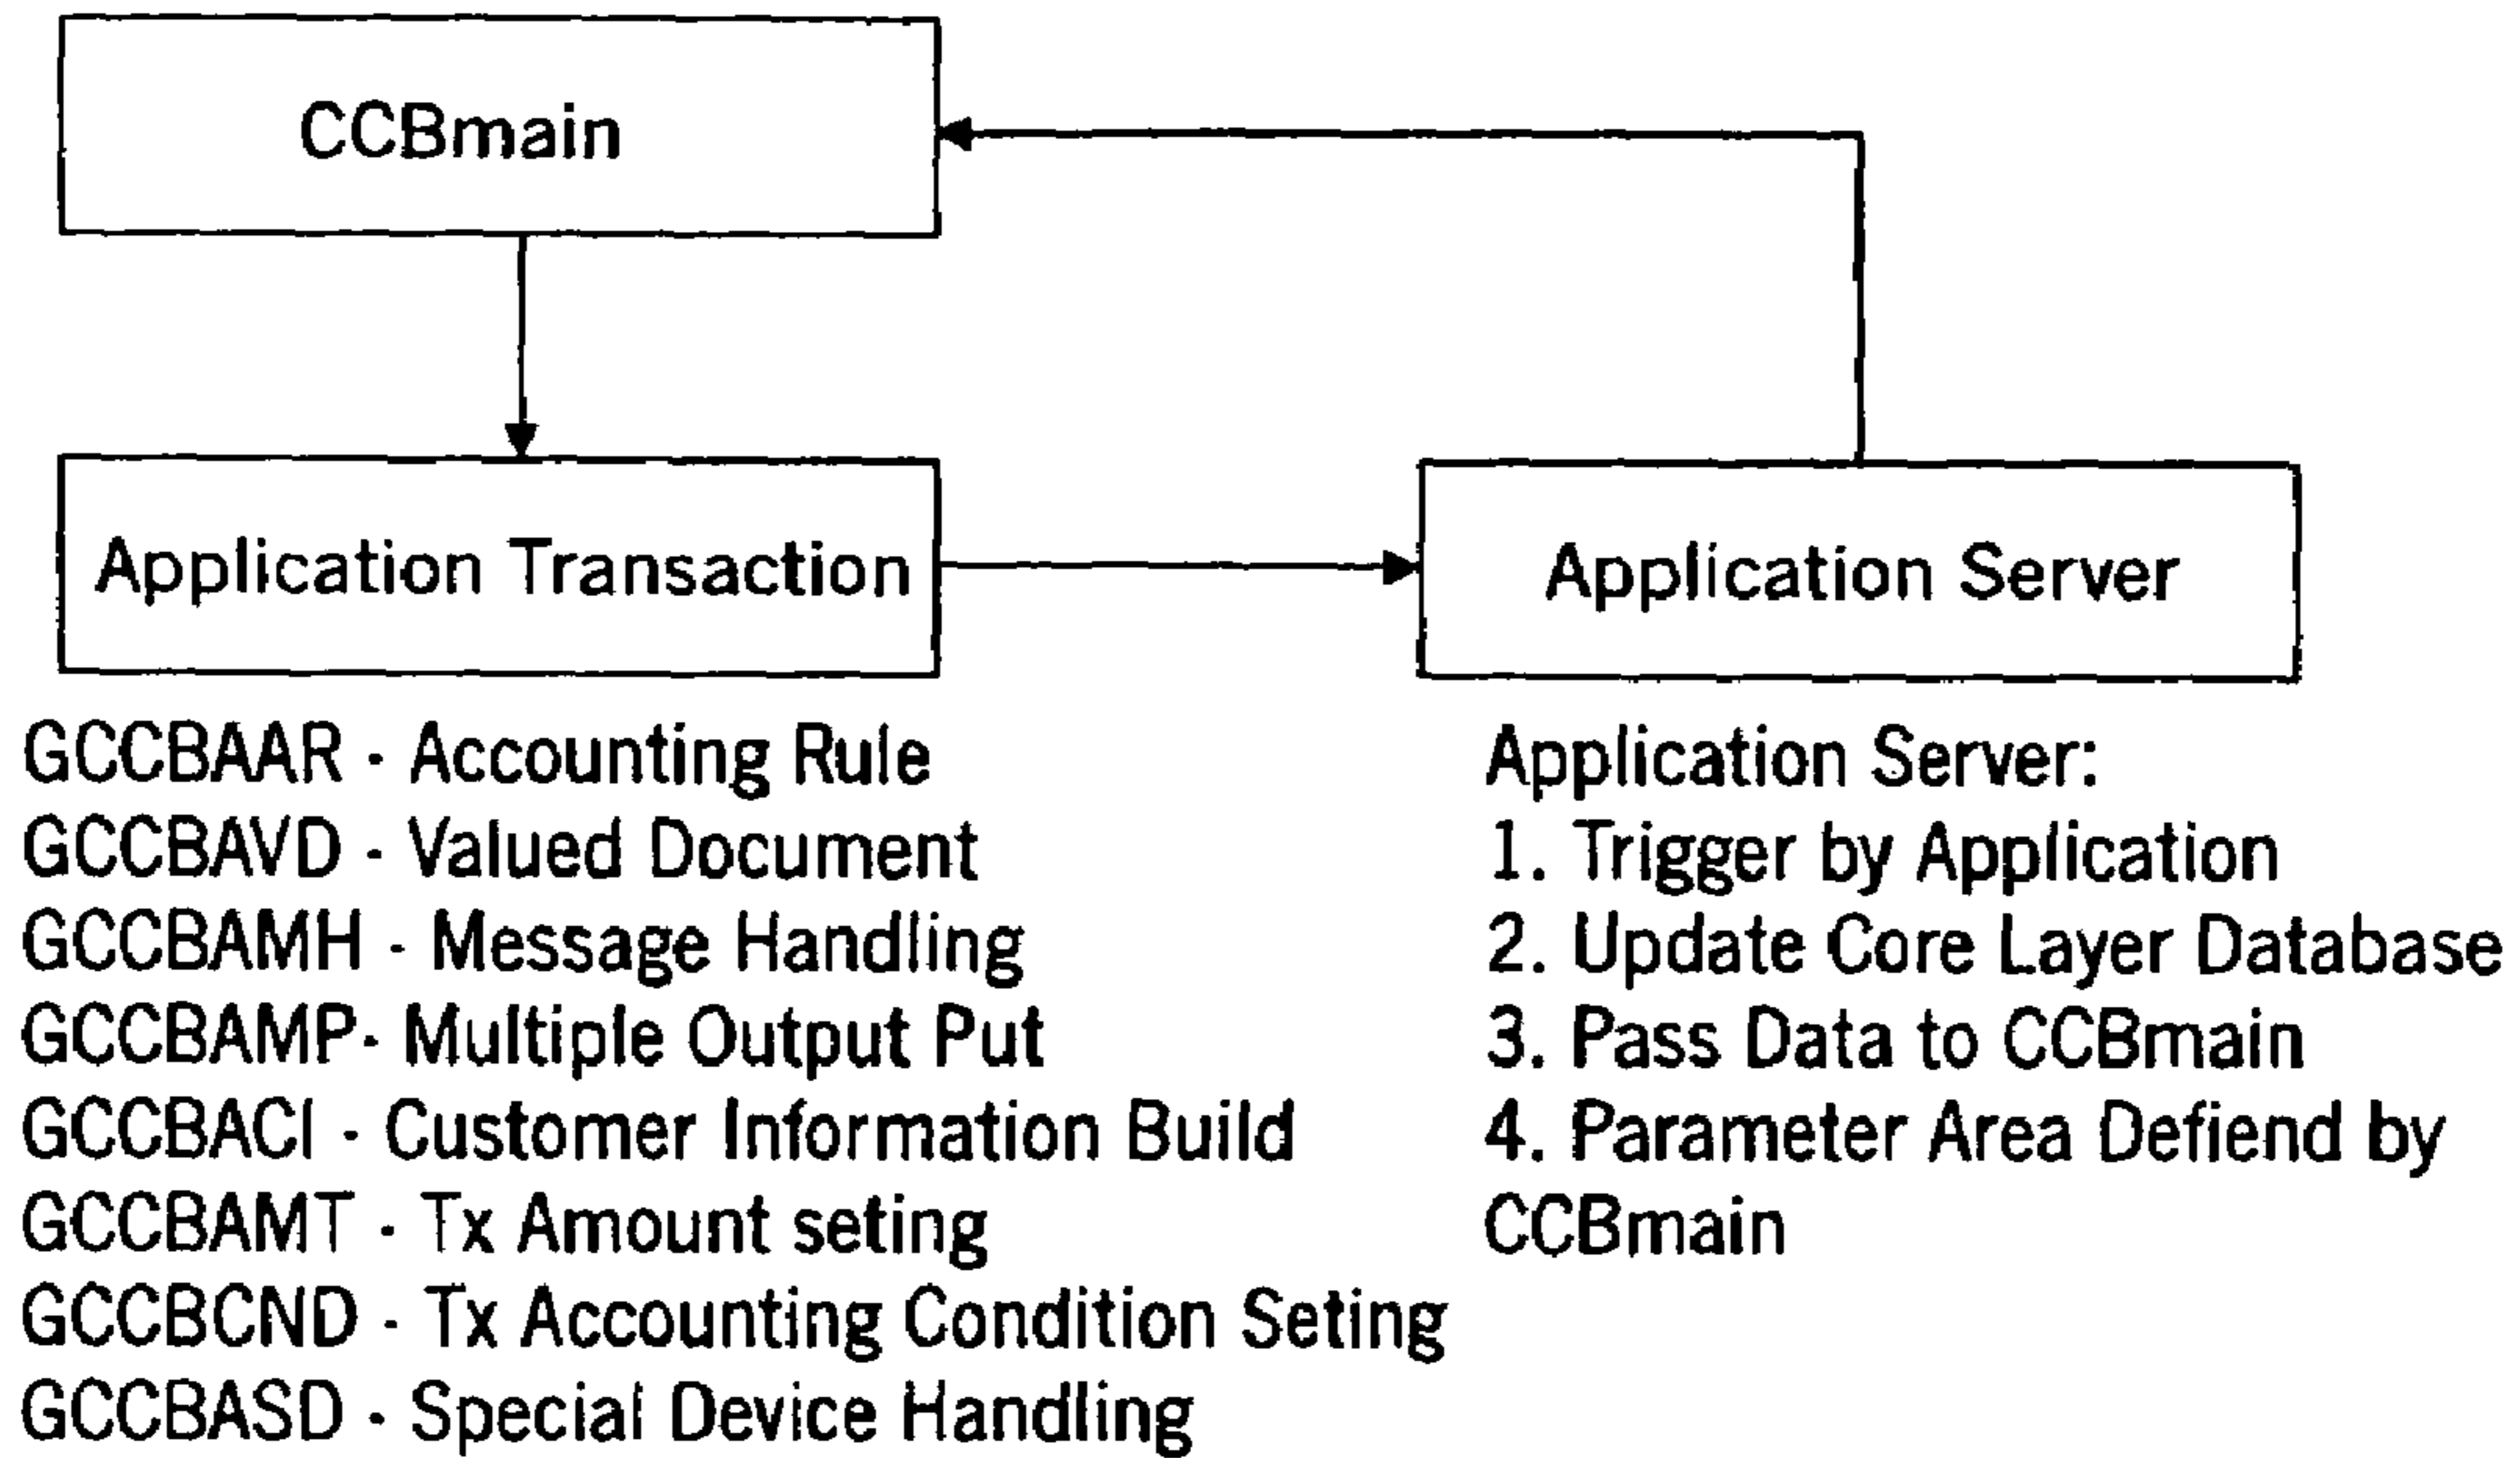 CCBmain
Application Transaction
Application Server
GCCBAAR - Accounting Rule
GCCBAVD - Valued Document
GCCBAMH - Message Handling
GCCBAMP- Multiple Output Put
GCCBACI - Customer Information Build
GCCBAMT - Tx Amount seting
GCCBCND - Tx Accounting Condition Seting
GCCBASD - Special Device Handling
Application Server:
1. Trigger by Application
2. Update Core Layer Database
3. Pass Data to CCBmain
4. Parameter Area Defiend by
CCBmain